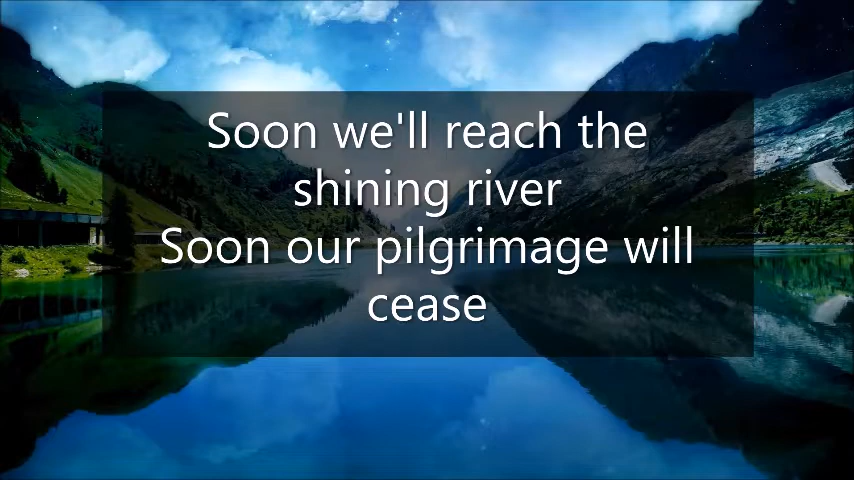 Soon we'll reach the
shining river
Soon our pilgrimage will
cease